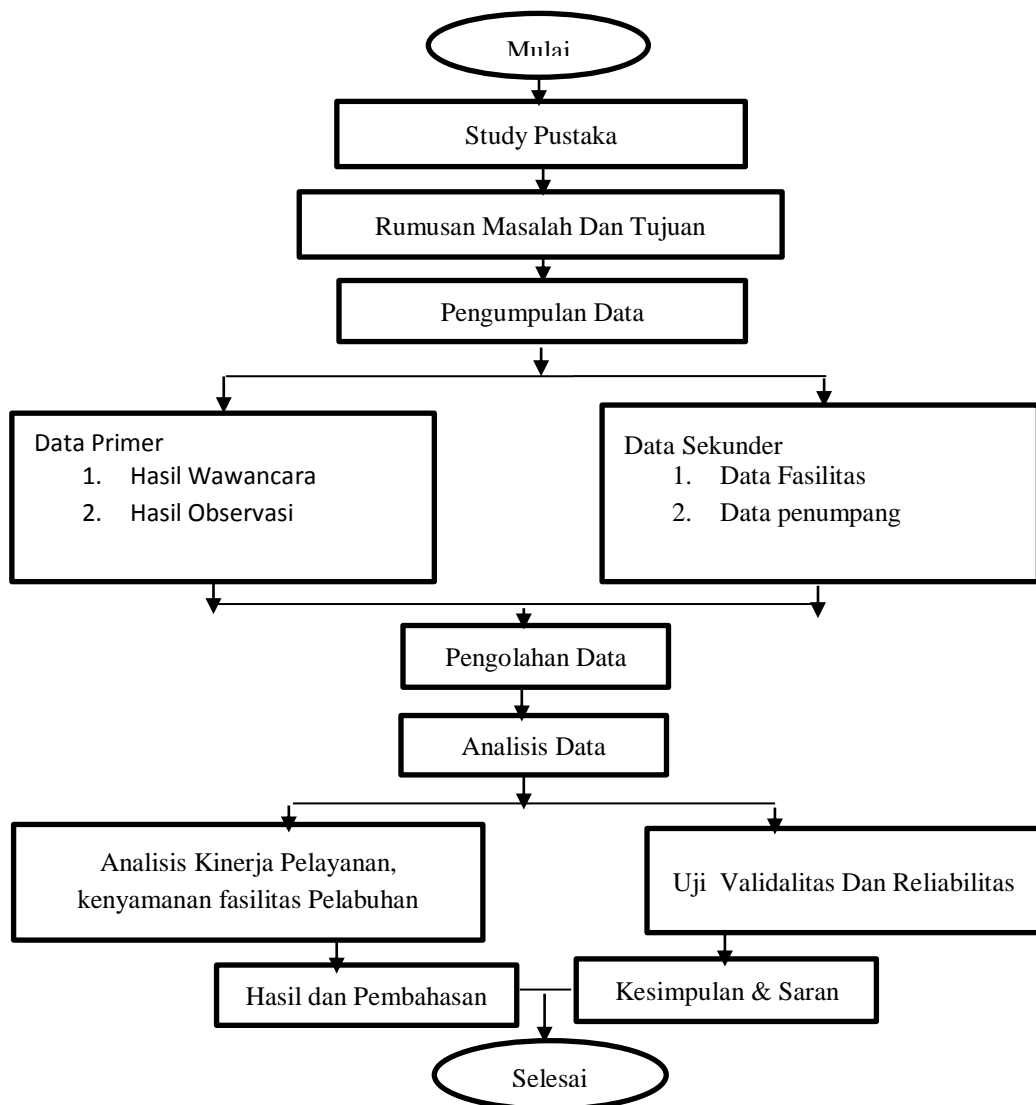 Mulai
Study Pustaka
Rumusan Masalah Dan Tujuan
Pengumpulan Data
Data Primer
1. Hasil Wawancara
2. Hasil Observasi
Data Sekunder
1. Data Fasilitas
2. Data penumpang
Pengolahan Data
Analisis Data
Analisis Kinerja Pelayanan,
kenyamanan fasilitas Pelabuhan
Uji Validalitas Dan Reliabilitas
Hasil dan Pembahasan
Kesimpulan & Saran
Selesai